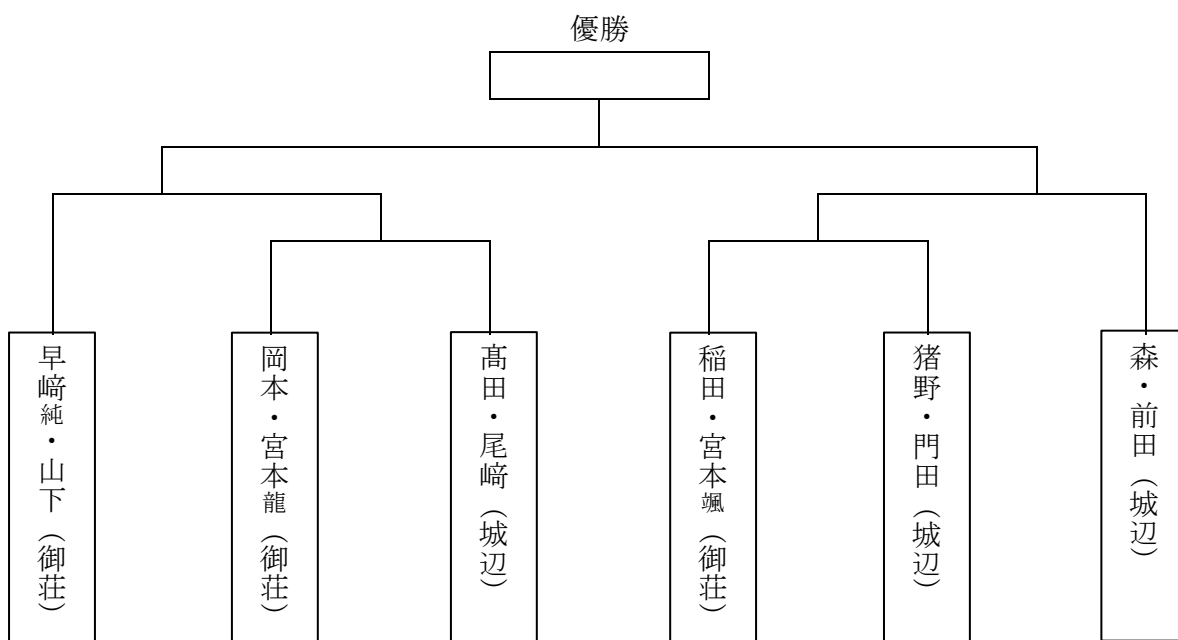 優勝
早﨑純・山下（御荘）
岡本・宮本龍（御荘）
髙田・尾﨑（城辺）
稲田・宮本颯（御荘）
猪野・門田（城辺）
森・前田（城辺）